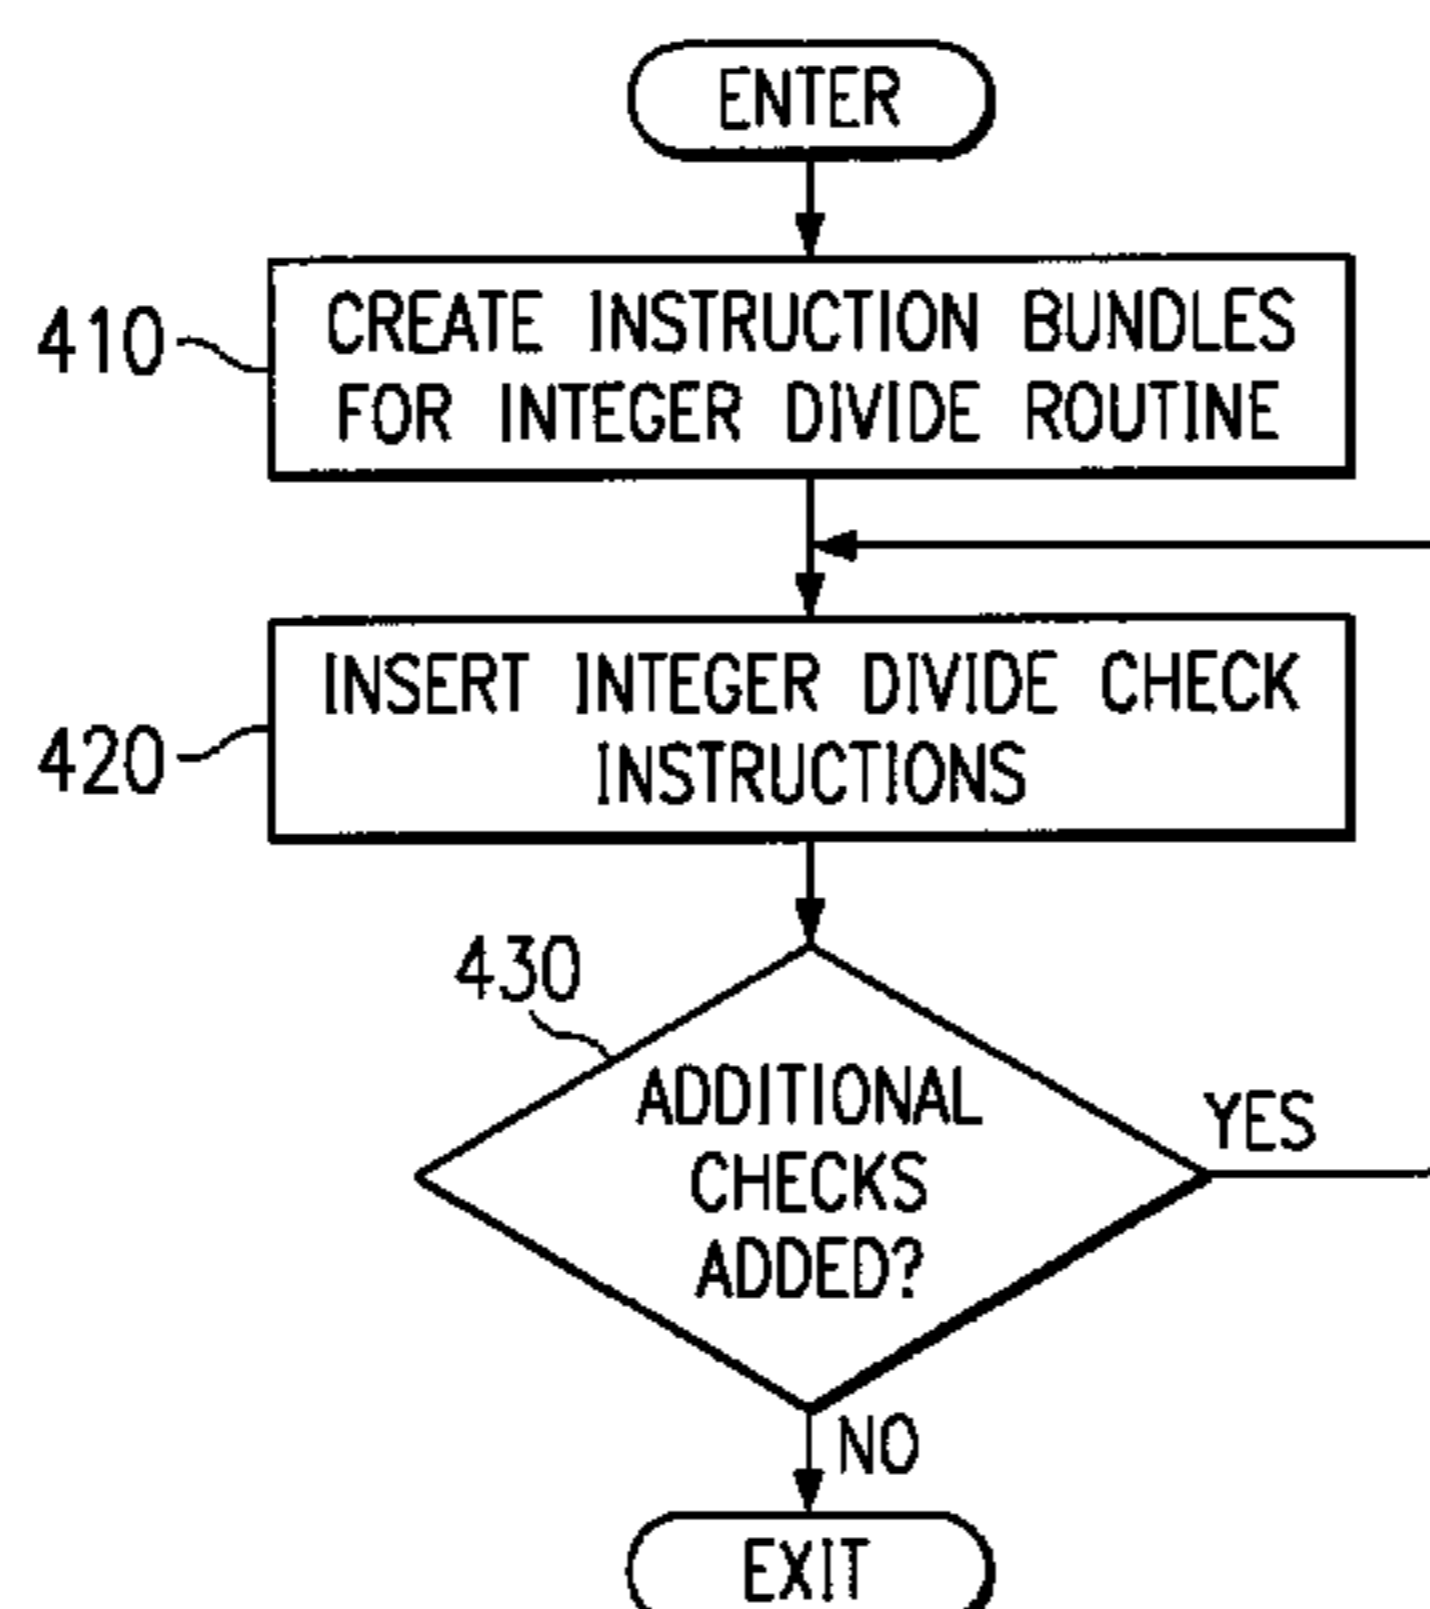 ENTER
410
CREATE INSTRUCTION BUNDLES
FOR INTEGER DIVIDE ROUTINE
420
INSERT INTEGER DIVIDE CHECK
INSTRUCTIONS
430
ADDITIONAL
CHECKS
ADDED?
YES
NO
EXIT